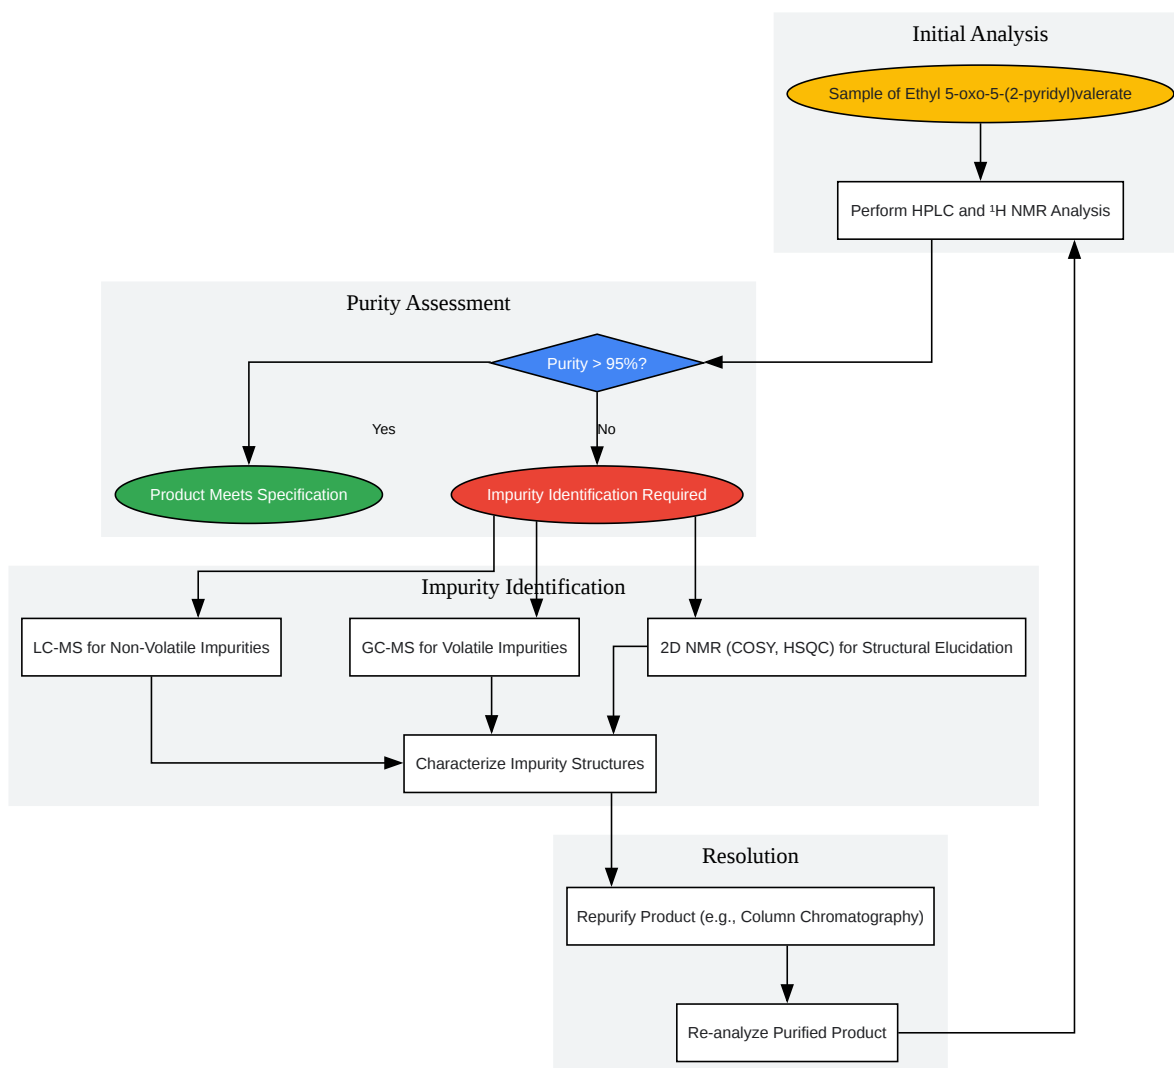 Initial Analysis
Sample of Ethyl 5-oxo-5-(2-pyridyl)valerate
Perform HPLC and ¹H NMR Analysis
Purity Assessment
Purity > 95%?
Yes
No
Product Meets Specification
Impurity Identification Required
Impurity Identification
LC-MS for Non-Volatile Impurities
GC-MS for Volatile Impurities
2D NMR (COSY, HSQC) for Structural Elucidation
Characterize Impurity Structures
Resolution
Repurify Product (e.g., Column Chromatography)
Re-analyze Purified Product